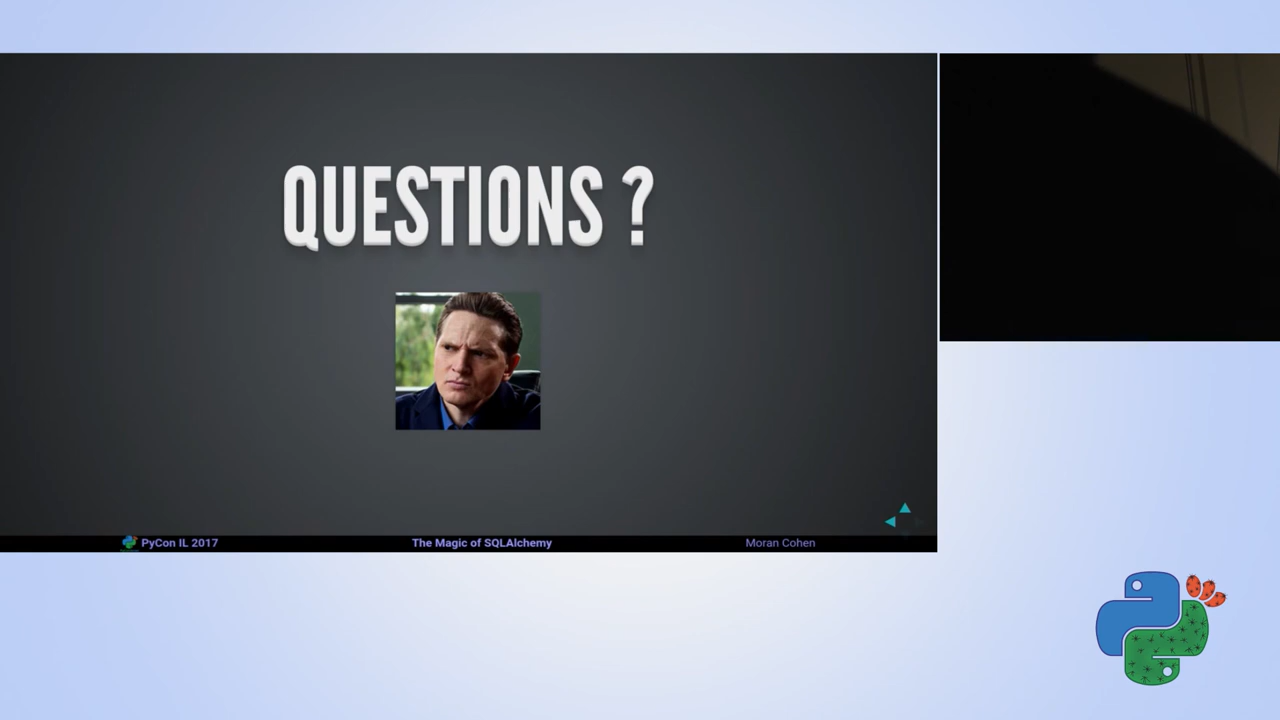 QUESTIONS ?
PyCon IL 2017
The Magic of SQLAlchemy
Moran Cohen